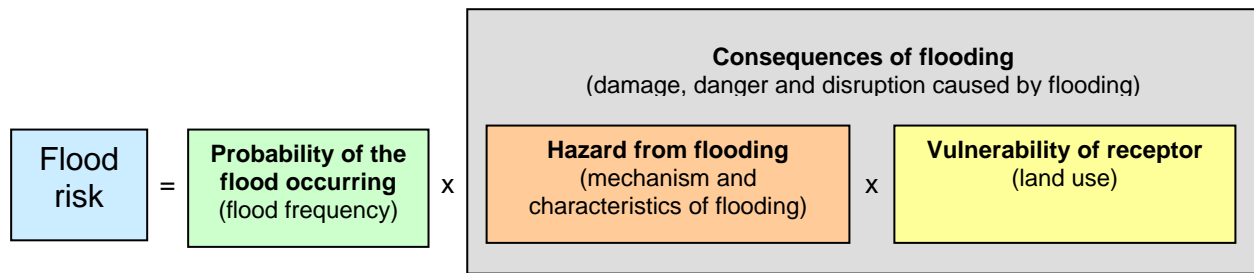 Consequences of flooding
(damage, danger and disruption caused by flooding)
Flood
risk
=
Probability of the
flood occurring
(flood frequency)
x
Hazard from flooding
(mechanism and
characteristics of flooding)
x
Vulnerability of receptor
(land use)